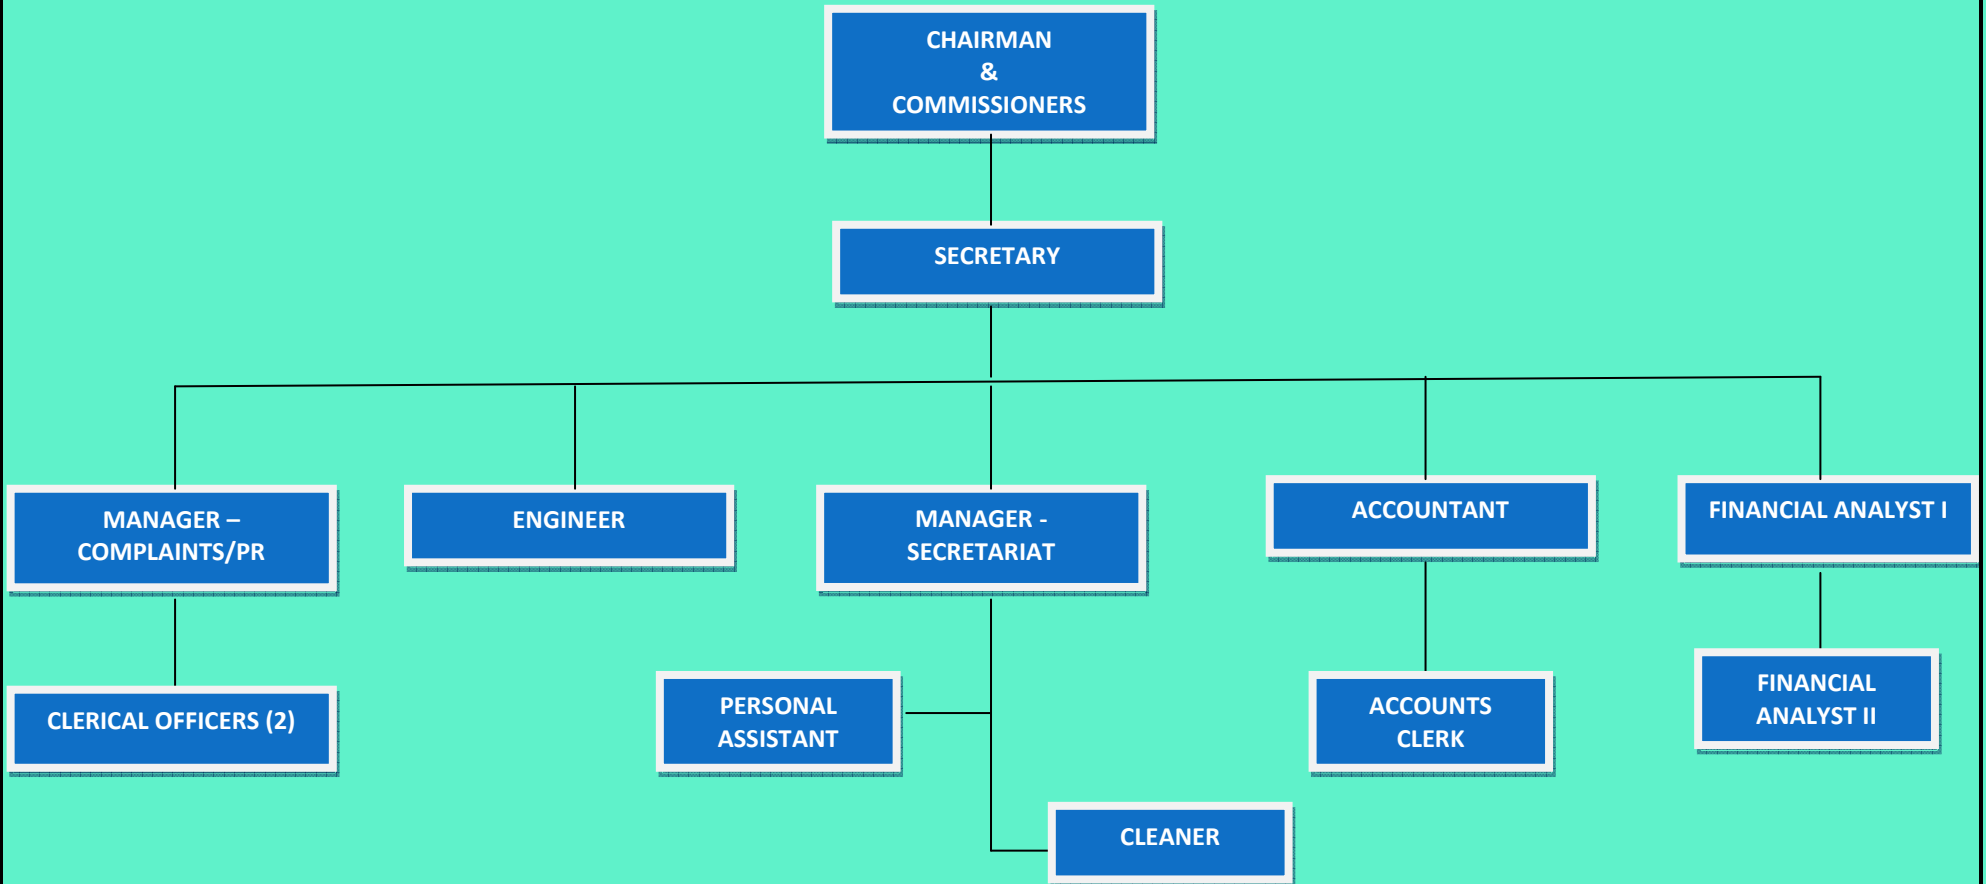 CHAIRMAN
&
COMMISSIONERS
SECRETARY
MANAGER –
COMPLAINTS/PR
ENGINEER
MANAGER -
SECRETARIAT
ACCOUNTANT
FINANCIAL ANALYST I
CLERICAL OFFICERS (2)
PERSONAL
ASSISTANT
ACCOUNTS
CLERK
FINANCIAL
ANALYST II
CLEANER